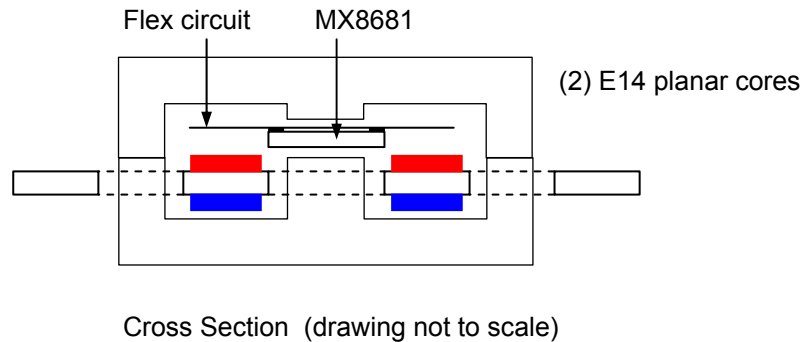 Flex circuit
MX8681
(2) E14 planar cores
Cross Section (drawing not to scale)